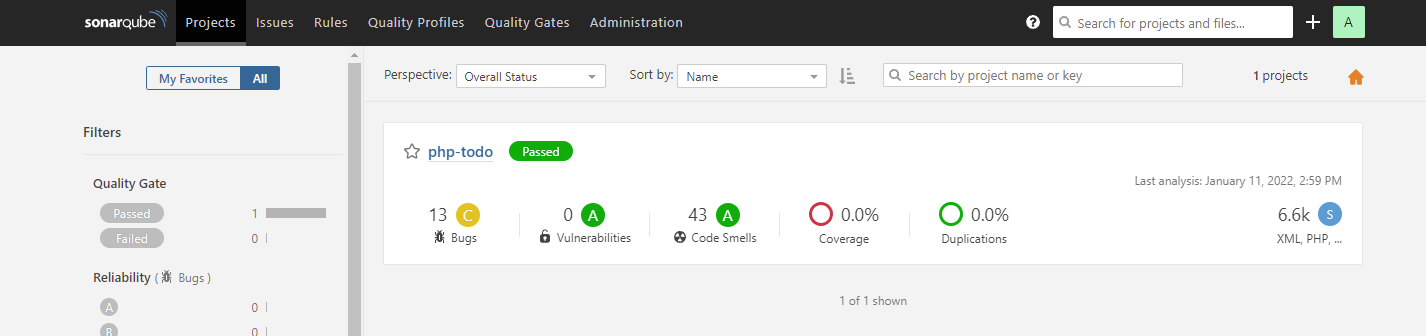 sonarqube Projects Issues Rules Quality Profiles Quality Gates Administration ? Search for projects and files... + A
My Favorites All Perspective: Overall Status Sort by: Name Search by project name or key 1 projects
Filters
php-todo Passed
Quality Gate
Last analysis: January 11, 2022, 2:59 PM
Passed 1
Failed 0
13 C 0 A 43 A 0.0% 0.0% 6.6k S
Bugs Vulnerabilities Code Smells Coverage Duplications XML, PHP, ...
Reliability ( Bugs )
A 0
B 0
1 of 1 shown